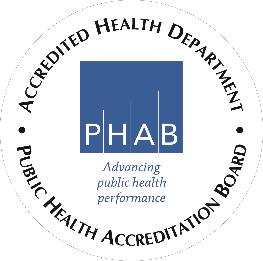 ACCREDITED HEALTH DEPARTMENT
PHAB
Advancing
public health
performance
• PUBLIC HEALTH ACCREDITATION BOARD •